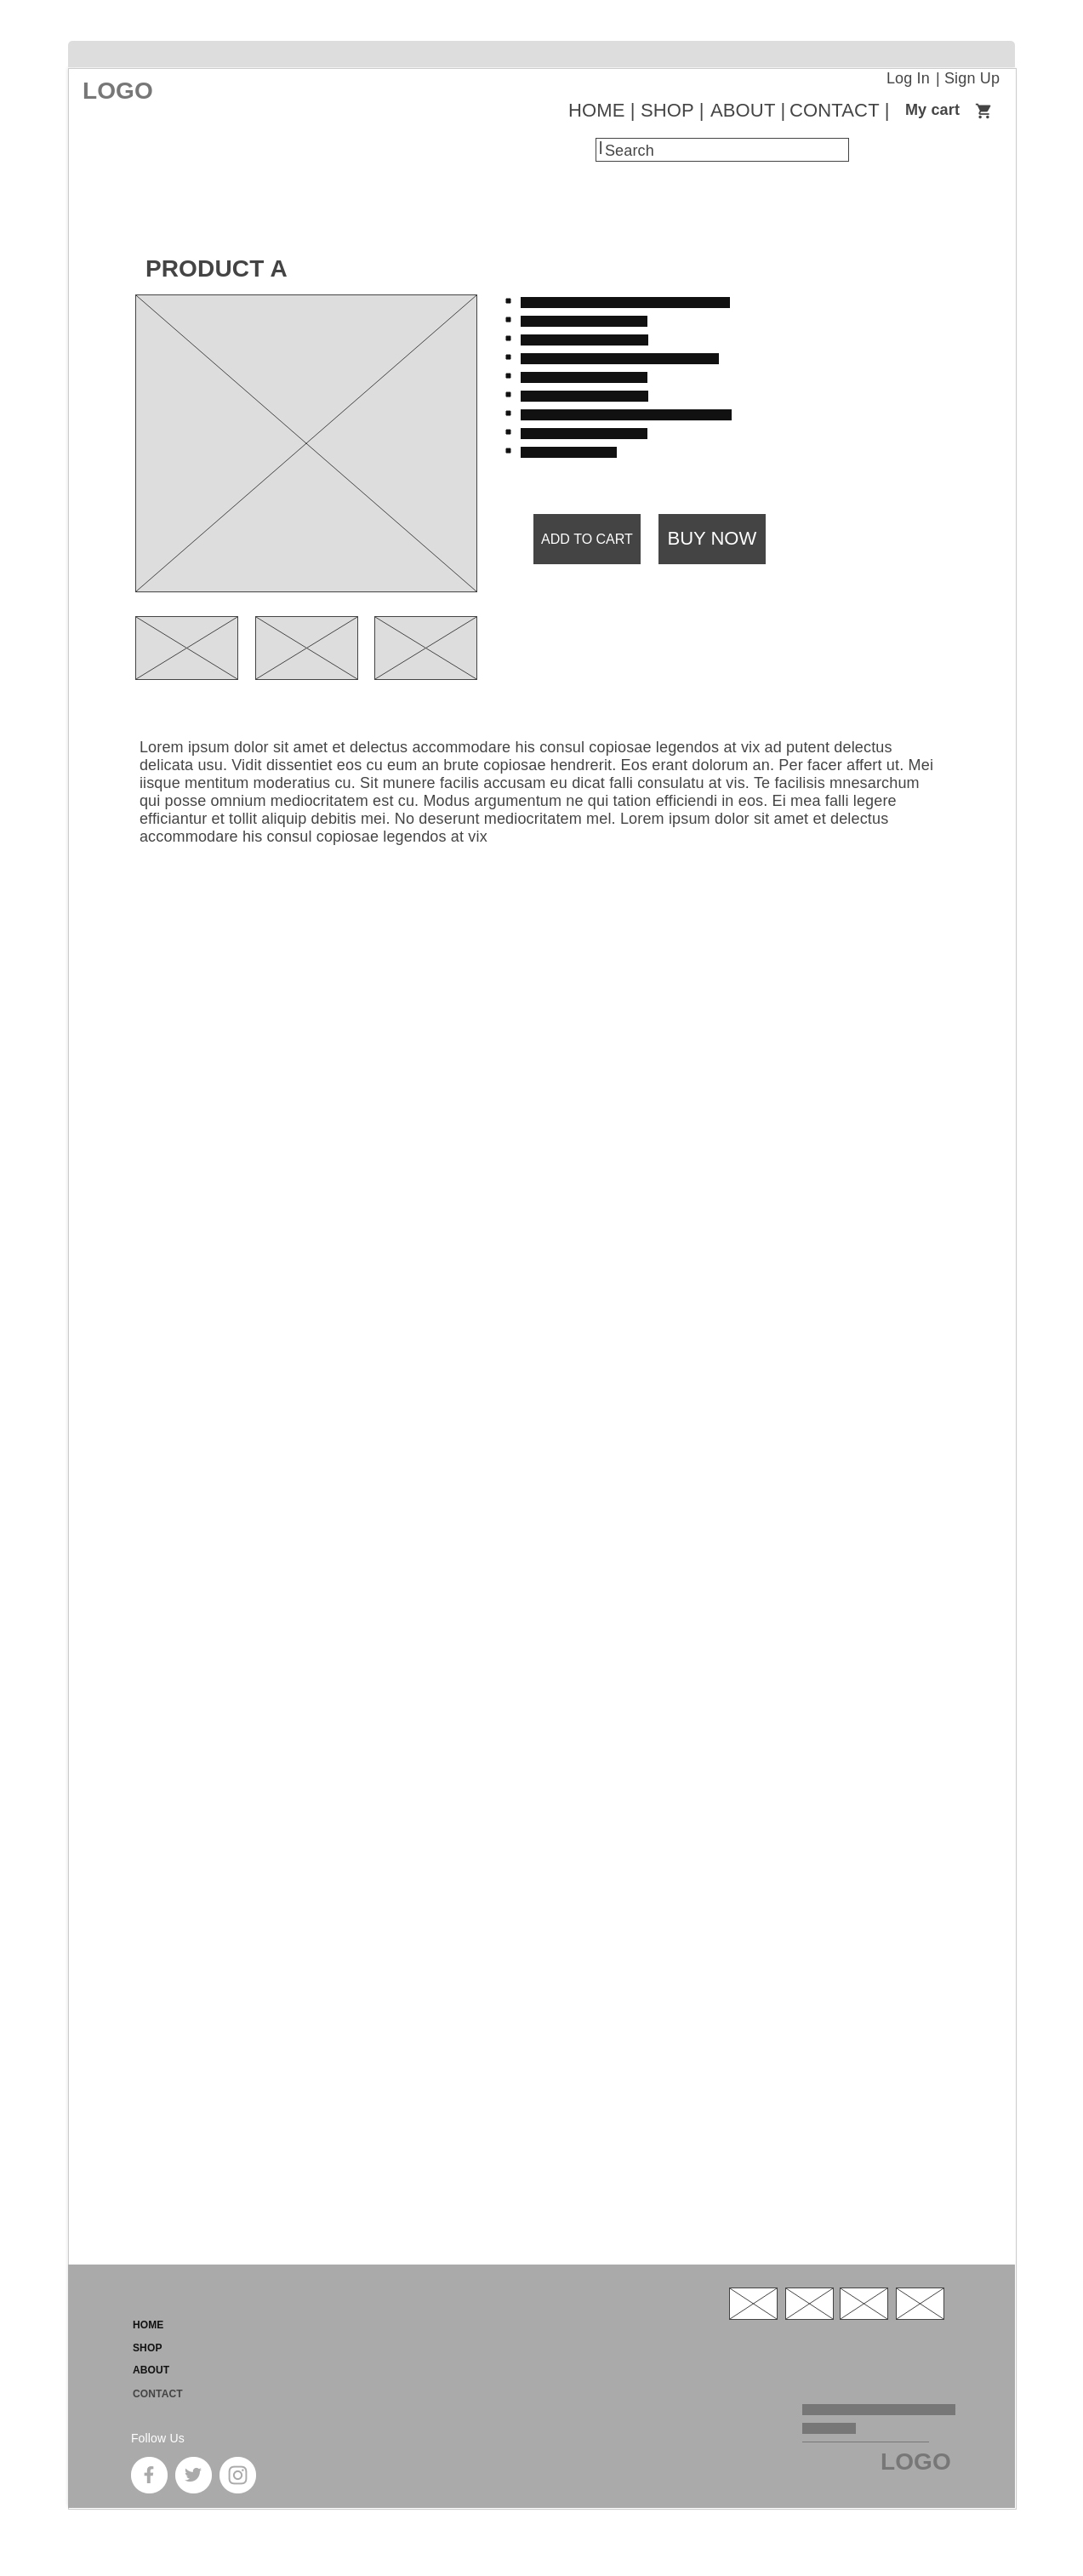 LOGO
Log In | Sign Up
HOME | SHOP | ABOUT | CONTACT | My cart
Search
PRODUCT A
ADD TO CART
BUY NOW
Lorem ipsum dolor sit amet et delectus accommodare his consul copiosae legendos at vix ad putent delectus
delicata usu. Vidit dissentiet eos cu eum an brute copiosae hendrerit. Eos erant dolorum an. Per facer affert ut. Mei
iisque mentitum moderatius cu. Sit munere facilis accusam eu dicat falli consulatu at vis. Te facilisis mnesarchum
qui posse omnium mediocritatem est cu. Modus argumentum ne qui tation efficiendi in eos. Ei mea falli legere
efficiantur et tollit aliquip debitis mei. No deserunt mediocritatem mel. Lorem ipsum dolor sit amet et delectus
accommodare his consul copiosae legendos at vix
HOME
SHOP
ABOUT
CONTACT
Follow Us
LOGO